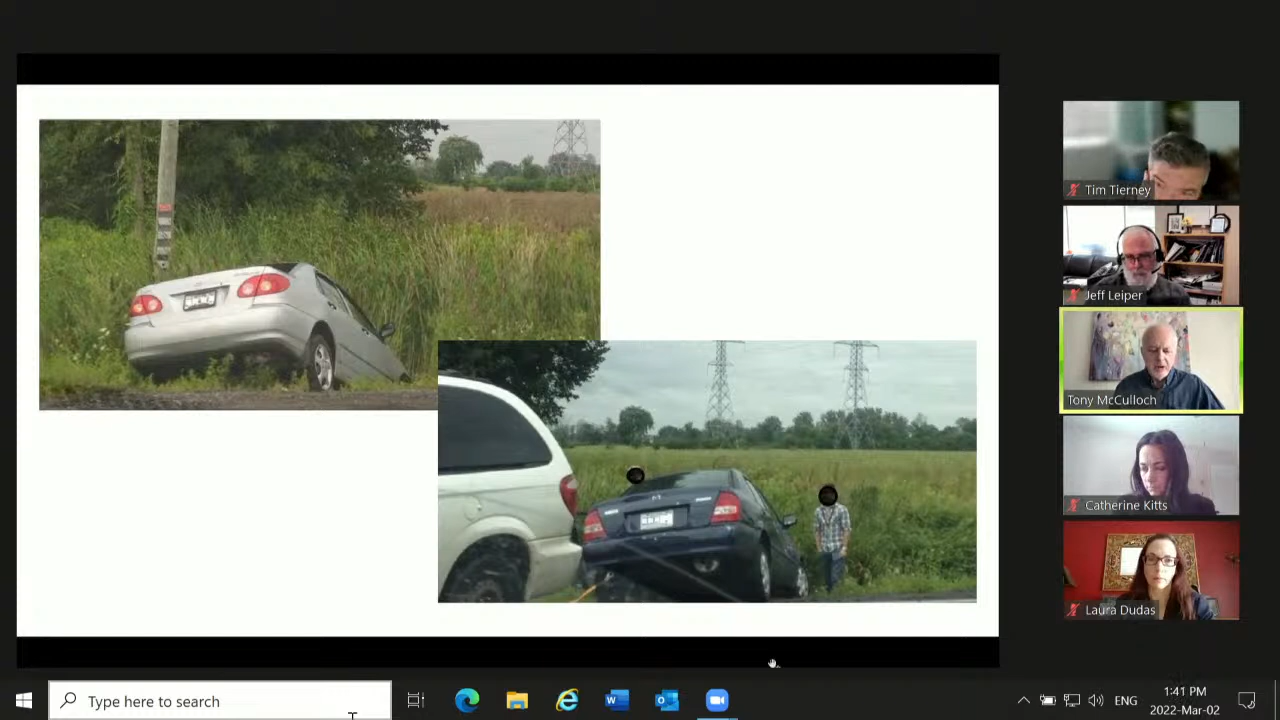 Tim Tierney
Jeff Leiper
Tony McCulloch
Catherine Kitts
Laura Dudas
Type here to search
ENG
1:41 PM
2022-Mar-02